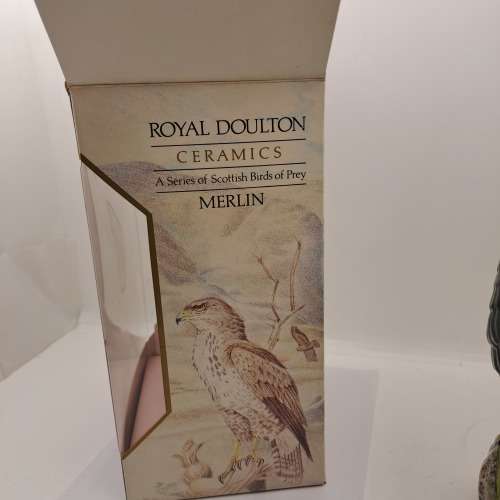 ROYAL DOULTON
CERAMICS
A Series of Scottish Birds of Prey
MERLIN